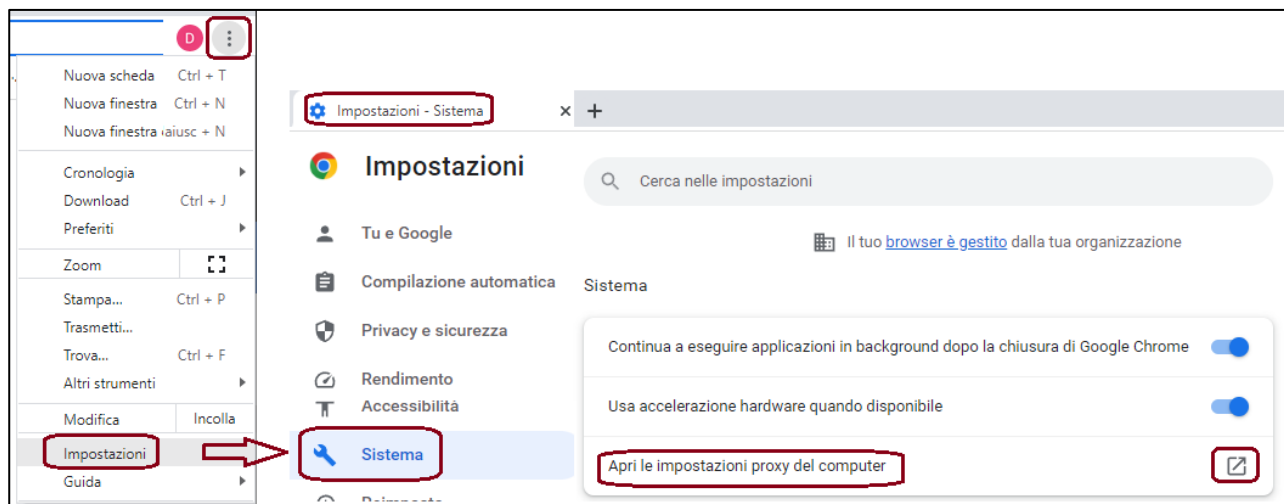 D
Nuova scheda Ctrl + T
Nuova finestra Ctrl + N
Nuova finestra aiusc + N
Cronologia
Download Ctrl + J
Preferiti
Zoom
Stampa... Ctrl + P
Trasmetti...
Trova... Ctrl + F
Altri strumenti
Modifica Incolla
Impostazioni
Guida
Impostazioni - Sistema × +
Impostazioni
Cerca nelle impostazioni
Tu e Google
Compilazione automatica
Privacy e sicurezza
Rendimento
Accessibilità
Sistema
Il tuo browser è gestito dalla tua organizzazione
Sistema
Continua a eseguire applicazioni in background dopo la chiusura di Google Chrome
Usa accelerazione hardware quando disponibile
Apri le impostazioni proxy del computer